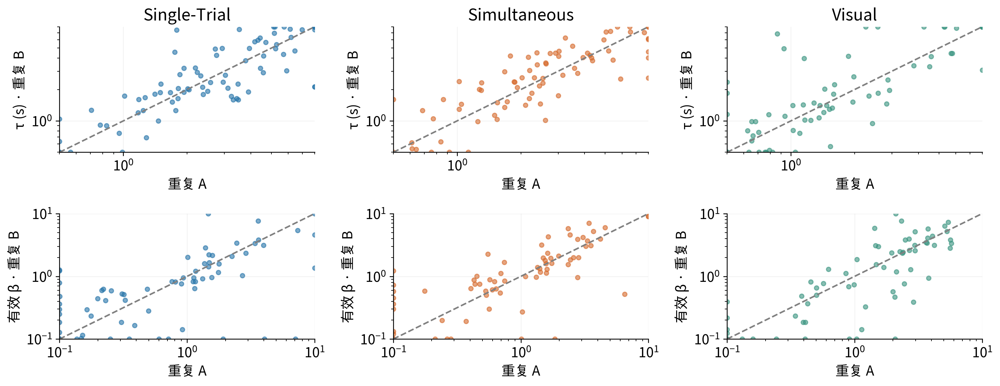 Single-Trial
Simultaneous
Visual
τ (s) · 重复 B
10⁰
10⁰
重复 A
τ (s) · 重复 B
10⁰
10⁰
重复 A
τ (s) · 重复 B
10⁰
10⁰
重复 A
有效 β · 重复 B
10¹
10⁰
10⁻¹
10⁻¹ 10⁰ 10¹
重复 A
有效 β · 重复 B
10¹
10⁰
10⁻¹
10⁻¹ 10⁰ 10¹
重复 A
有效 β · 重复 B
10¹
10⁰
10⁻¹
10⁻¹ 10⁰ 10¹
重复 A